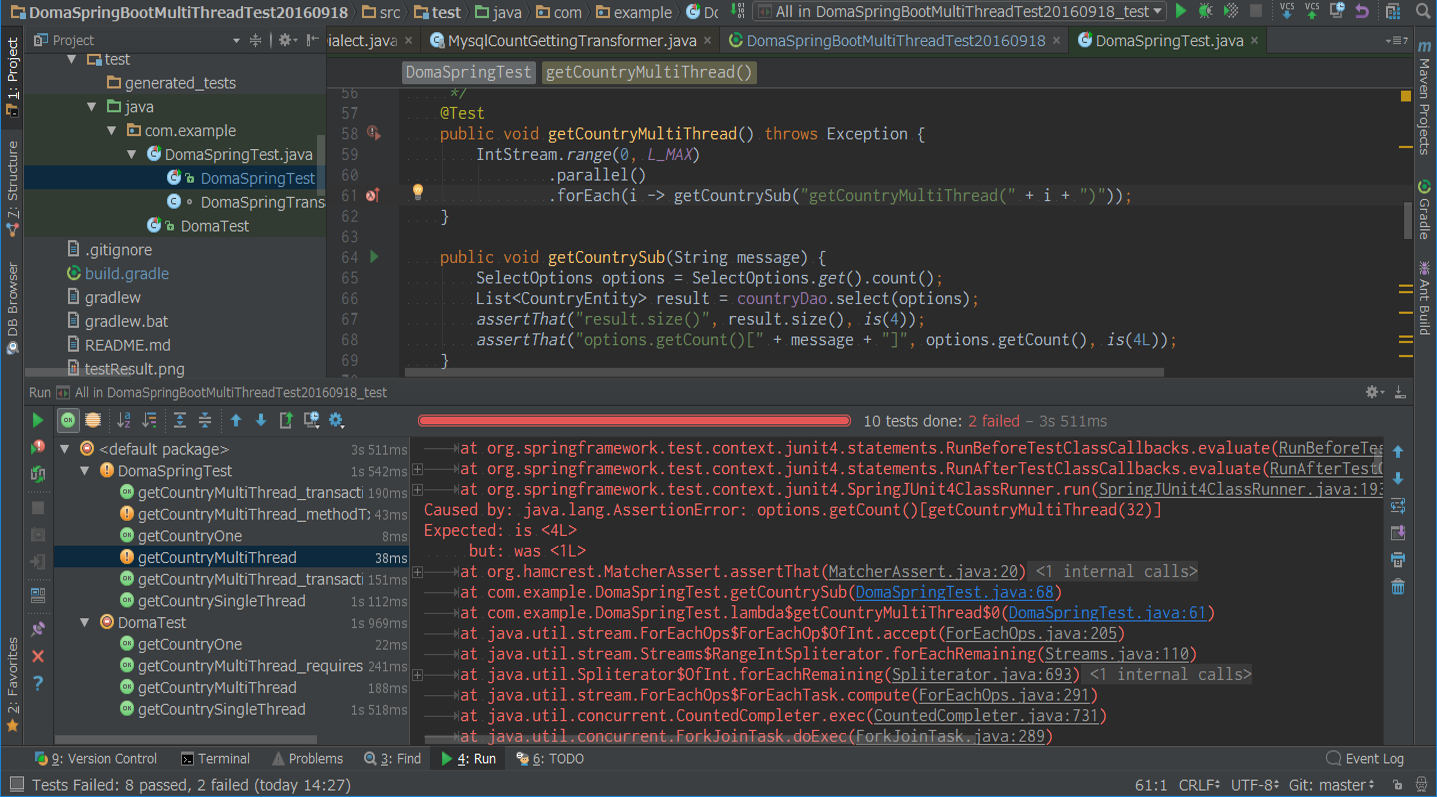 DomaSpringBootMultiThreadTest20160918 src test java com example All in DomaSpringBootMultiThreadTest20160918_test VCS VCS
1: Project
Z: Structure
DB Browser
2: Favorites
Project
test
generated_tests
java
com.example
DomaSpringTest.java
DomaSpringTest
DomaSpringTrans
DomaTest
.gitignore
build.gradle
gradlew
gradlew.bat
README.md
testResult.png
ialect.java MysqlCountGettingTransformer.java DomaSpringBootMultiThreadTest20160918 DomaSpringTest.java
DomaSpringTest getCountryMultiThread()
56 */
57 @Test
58 public void getCountryMultiThread() throws Exception {
59 IntStream.range(0, L_MAX)
60 .parallel()
61 .forEach(i -> getCountrySub("getCountryMultiThread(" + i + ")"));
62 }
63
64 public void getCountrySub(String message) {
65 SelectOptions options = SelectOptions.get().count();
66 List<CountryEntity> result = countryDao.select(options);
67 assertThat("result.size()", result.size(), is(4));
68 assertThat("options.getCount()[" + message + "]", options.getCount(), is(4L));
69 }
Maven Projects
Gradle
Ant Build
Run All in DomaSpringBootMultiThreadTest20160918_test
10 tests done: 2 failed – 3s 511ms
<default package> 3s 511ms
DomaSpringTest 1s 542ms
getCountryMultiThread_transacti 190ms
getCountryMultiThread_methodT 43ms
getCountryOne 8ms
getCountryMultiThread 38ms
getCountryMultiThread_transacti 151ms
getCountrySingleThread 1s 112ms
DomaTest 1s 969ms
getCountryOne 22ms
getCountryMultiThread_requires 241ms
getCountryMultiThread 188ms
getCountrySingleThread 1s 518ms
at org.springframework.test.context.junit4.statements.RunBeforeTestClassCallbacks.evaluate(RunBeforeTes
at org.springframework.test.context.junit4.statements.RunAfterTestClassCallbacks.evaluate(RunAfterTest
at org.springframework.test.context.junit4.SpringJUnit4ClassRunner.run(SpringJUnit4ClassRunner.java:193
Caused by: java.lang.AssertionError: options.getCount()[getCountryMultiThread(32)]
Expected: is <4L>
but: was <1L>
at org.hamcrest.MatcherAssert.assertThat(MatcherAssert.java:20) <1 internal calls>
at com.example.DomaSpringTest.getCountrySub(DomaSpringTest.java:68)
at com.example.DomaSpringTest.lambda$getCountryMultiThread$0(DomaSpringTest.java:61)
at java.util.stream.ForEachOps$ForEachOp$OfInt.accept(ForEachOps.java:205)
at java.util.stream.Streams$RangeIntSpliterator.forEachRemaining(Streams.java:110)
at java.util.Spliterator$OfInt.forEachRemaining(Spliterator.java:693) <1 internal calls>
at java.util.stream.ForEachOps$ForEachTask.compute(ForEachOps.java:291)
at java.util.concurrent.CountedCompleter.exec(CountedCompleter.java:731)
at java.util.concurrent.ForkJoinTask.doExec(ForkJoinTask.java:289)
9: Version Control Terminal Problems 3: Find 4: Run 6: TODO Event Log
Tests Failed: 8 passed, 2 failed (today 14:27) 61:1 CRLF UTF-8 Git: master